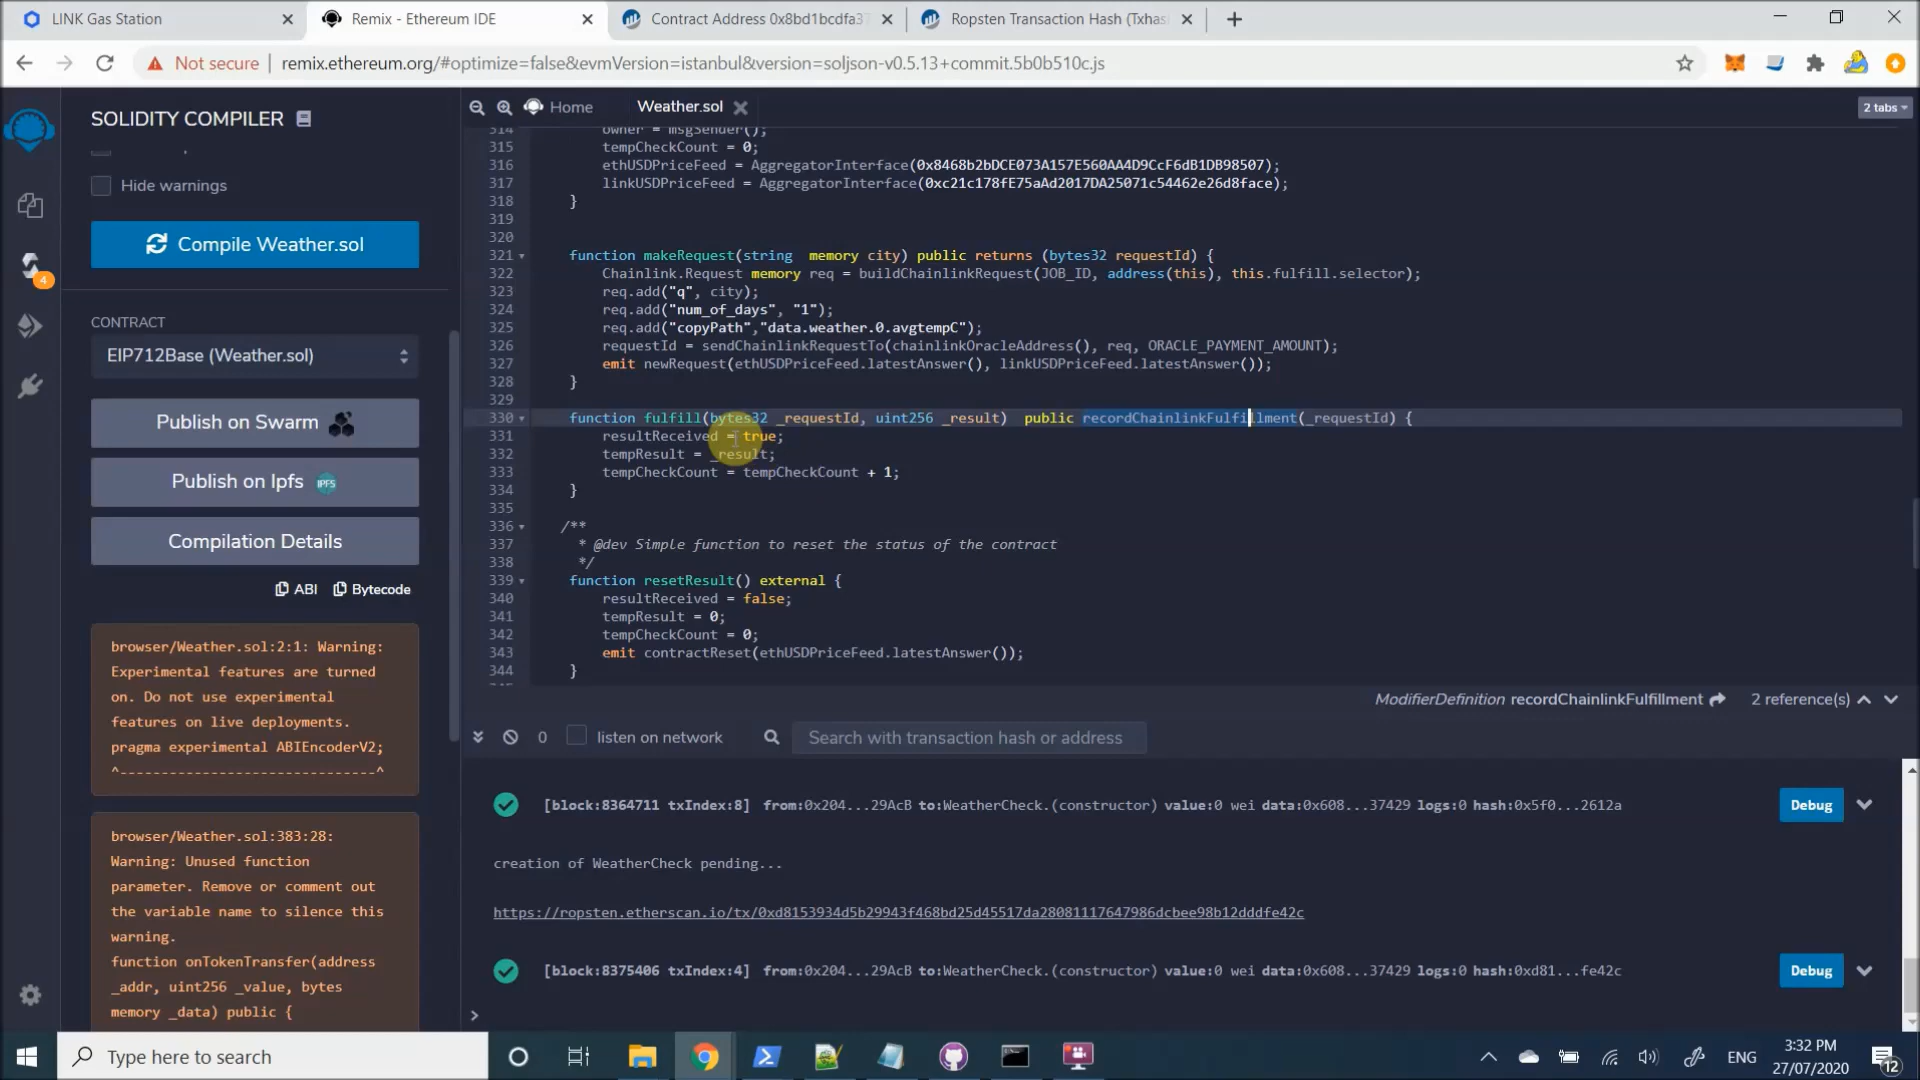 LINK Gas Station
Remix - Ethereum IDE
Contract Address 0x8bd1bcdfa37
Ropsten Transaction Hash (Txhas
Not secure
remix.ethereum.org/#optimize=false&evmVersion=istanbul&version=soljson-v0.5.13+commit.5b0b510c.js
SOLIDITY COMPILER
Hide warnings
Compile Weather.sol
4
CONTRACT
EIP712Base (Weather.sol)
Publish on Swarm
Publish on Ipfs
IPFS
Compilation Details
ABI
Bytecode
browser/Weather.sol:2:1: Warning:
Experimental features are turned
on. Do not use experimental
features on live deployments.
pragma experimental ABIEncoderV2;
^-------------------------------^
browser/Weather.sol:383:28:
Warning: Unused function
parameter. Remove or comment out
the variable name to silence this
warning.
function onTokenTransfer(address
_addr, uint256 _value, bytes
memory _data) public {
Home
Weather.sol
2 tabs
314 owner = msgSender();
315 tempCheckCount = 0;
316 ethUSDPriceFeed = AggregatorInterface(0x8468b2bDCE073A157E560AA4D9CcF6dB1DB98507);
317 linkUSDPriceFeed = AggregatorInterface(0xc21c178fE75aAd2017DA25071c54462e26d8face);
318 }
319
320
321 function makeRequest(string  memory city) public returns (bytes32 requestId) {
322 Chainlink.Request memory req = buildChainlinkRequest(JOB_ID, address(this), this.fulfill.selector);
323 req.add("q", city);
324 req.add("num_of_days", "1");
325 req.add("copyPath","data.weather.0.avgtempC");
326 requestId = sendChainlinkRequestTo(chainlinkOracleAddress(), req, ORACLE_PAYMENT_AMOUNT);
327 emit newRequest(ethUSDPriceFeed.latestAnswer(), linkUSDPriceFeed.latestAnswer());
328 }
329
330 function fulfill(bytes32 _requestId, uint256 _result)  public recordChainlinkFulfillment(_requestId) {
331 resultReceived = true;
332 tempResult = _result;
333 tempCheckCount = tempCheckCount + 1;
334 }
335
336 /**
337 * @dev Simple function to reset the status of the contract
338 */
339 function resetResult() external {
340 resultReceived = false;
341 tempResult = 0;
342 tempCheckCount = 0;
343 emit contractReset(ethUSDPriceFeed.latestAnswer());
344 }
ModifierDefinition recordChainlinkFulfillment 2 reference(s)
0
listen on network
Search with transaction hash or address
[block:8364711 txIndex:8] from:0x204...29AcB to:WeatherCheck.(constructor) value:0 wei data:0x608...37429 logs:0 hash:0x5f0...2612a
Debug
creation of WeatherCheck pending...
https://ropsten.etherscan.io/tx/0xd8153934d5b29943f468bd25d45517da28081117647986dcbee98b12dddfe42c
[block:8375406 txIndex:4] from:0x204...29AcB to:WeatherCheck.(constructor) value:0 wei data:0x608...37429 logs:0 hash:0xd81...fe42c
Debug
>
Type here to search
ENG
3:32 PM
27/07/2020
12